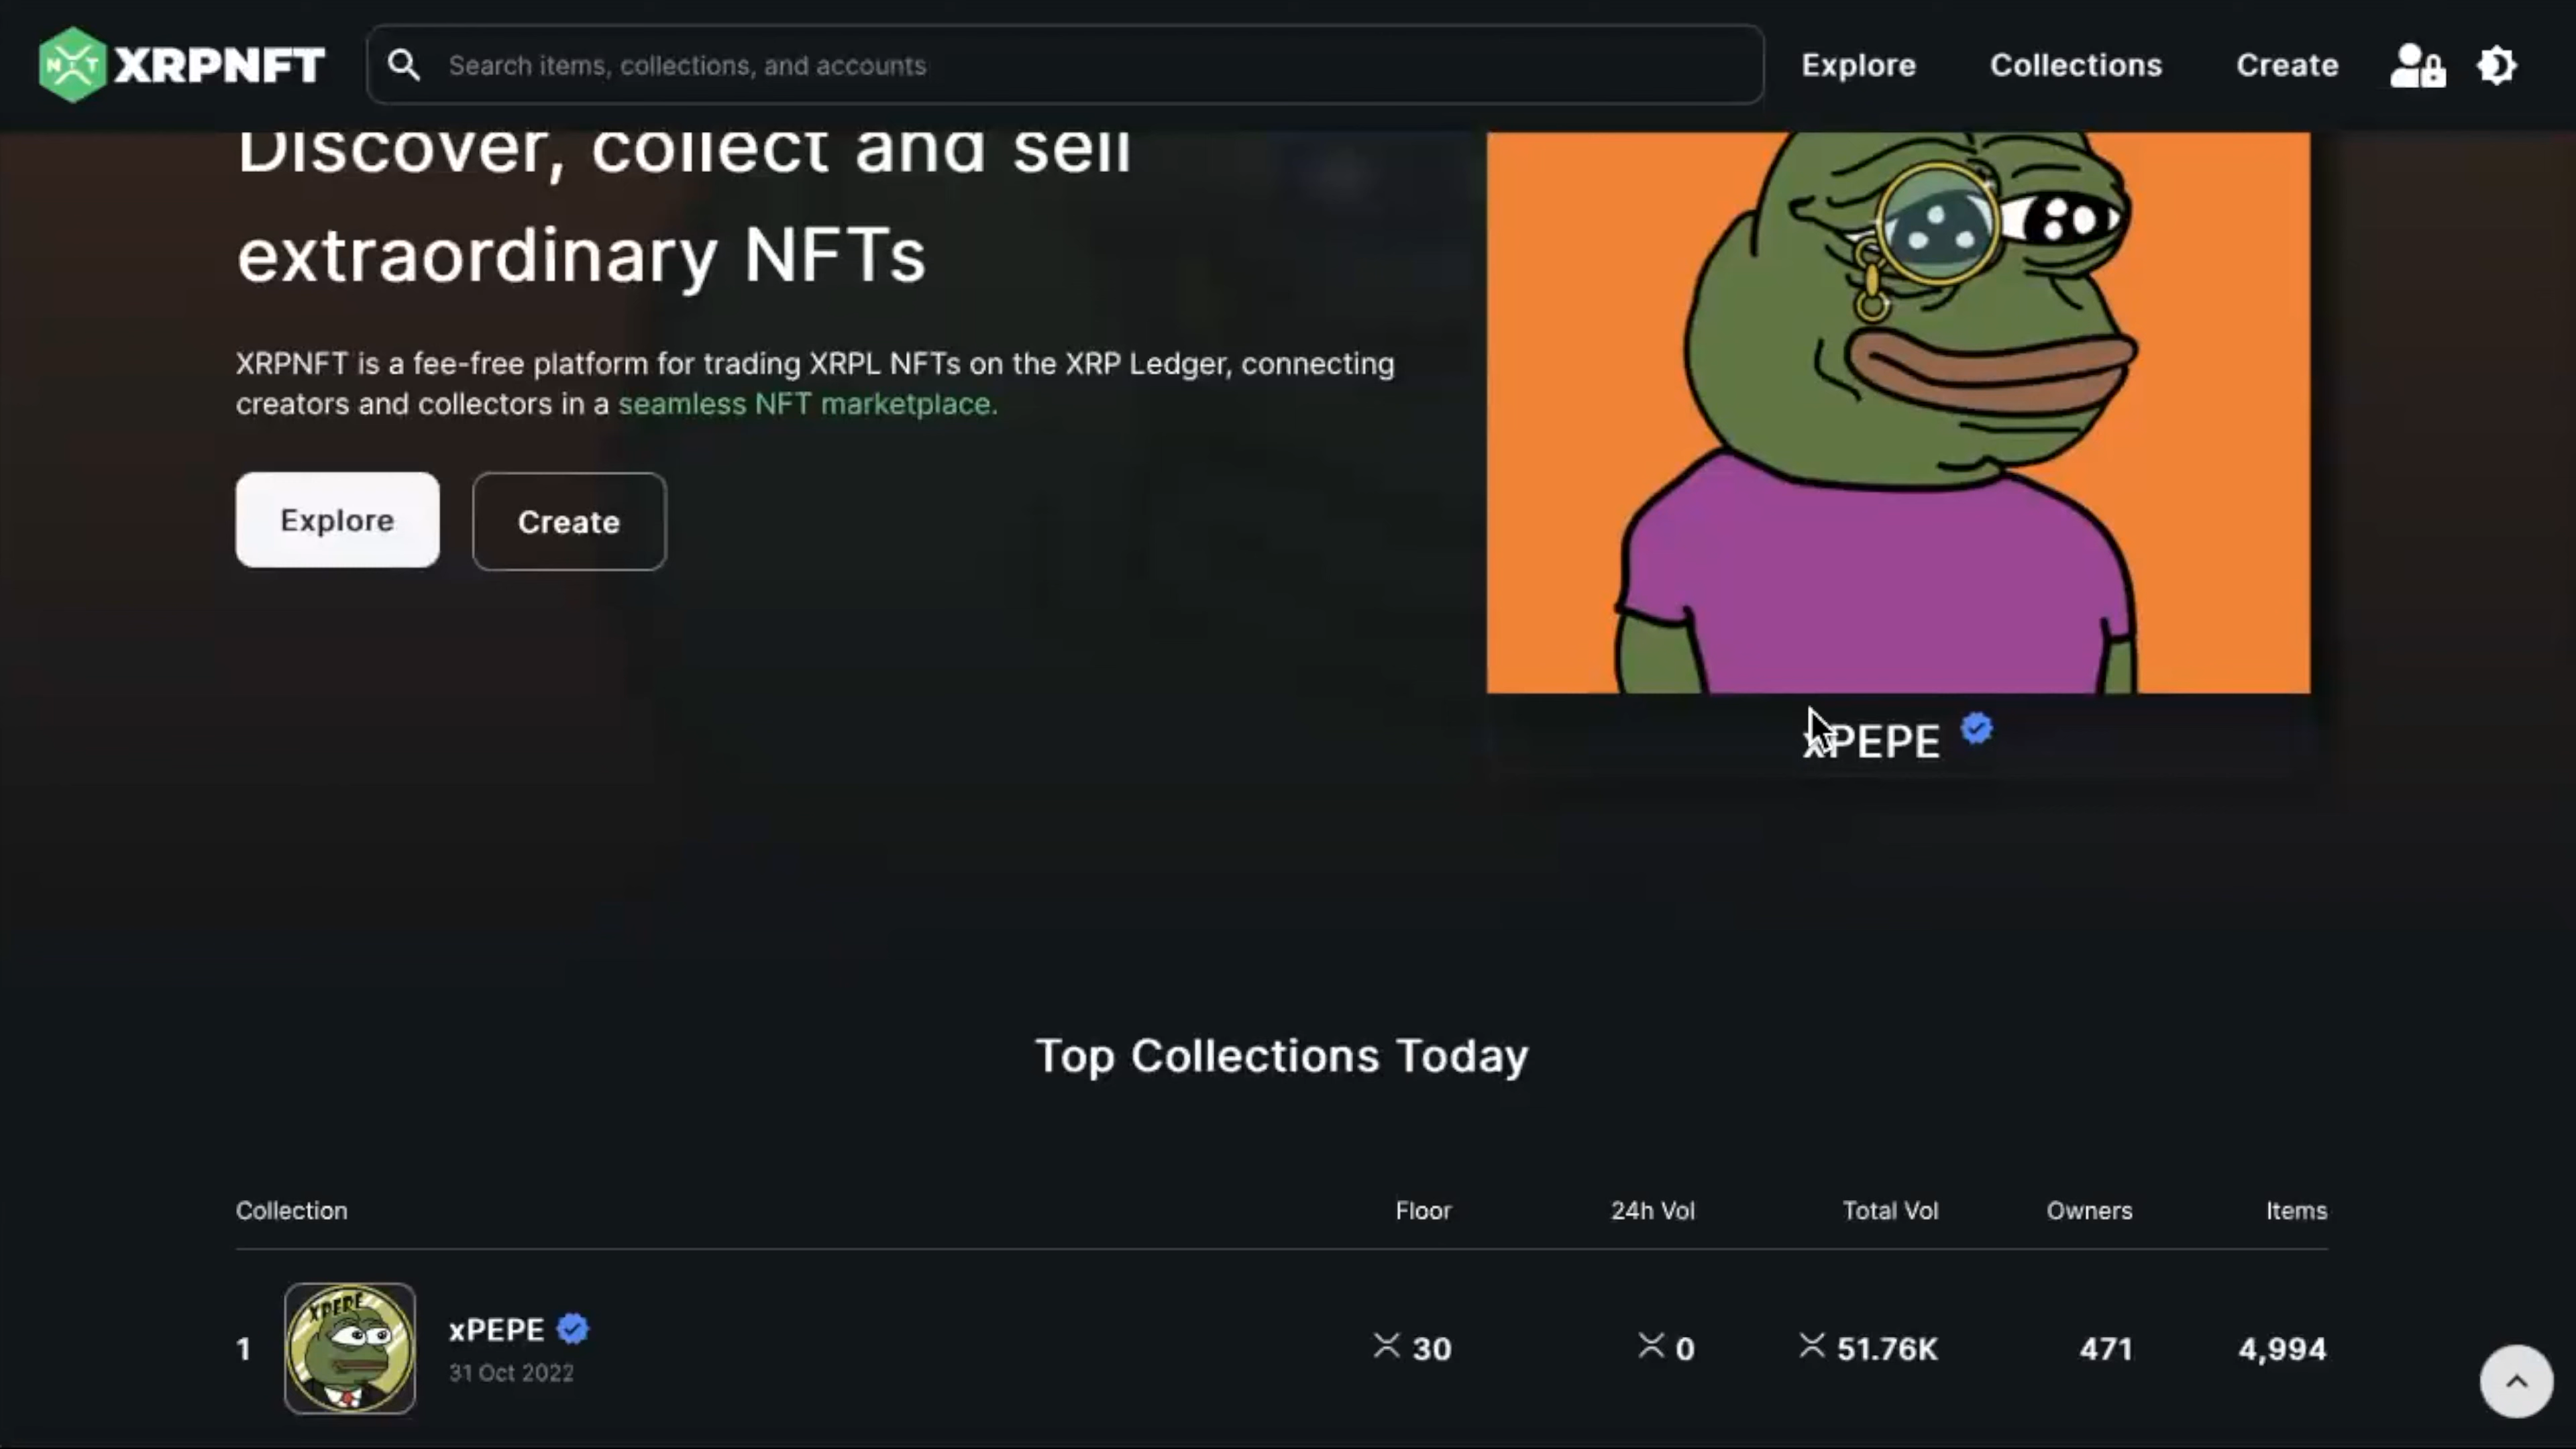 XRPNFT
Search items, collections, and accounts
Explore
Collections
Create
Discover, collect and sell
extraordinary NFTs
XRPNFT is a fee-free platform for trading XRPL NFTs on the XRP Ledger, connecting
creators and collectors in a seamless NFT marketplace.
Explore
Create
xPEPE
Top Collections Today
Collection Floor 24h Vol Total Vol Owners Items
1 xPEPE 30 0 51.76K 471 4,994
31 Oct 2022
XPEPE